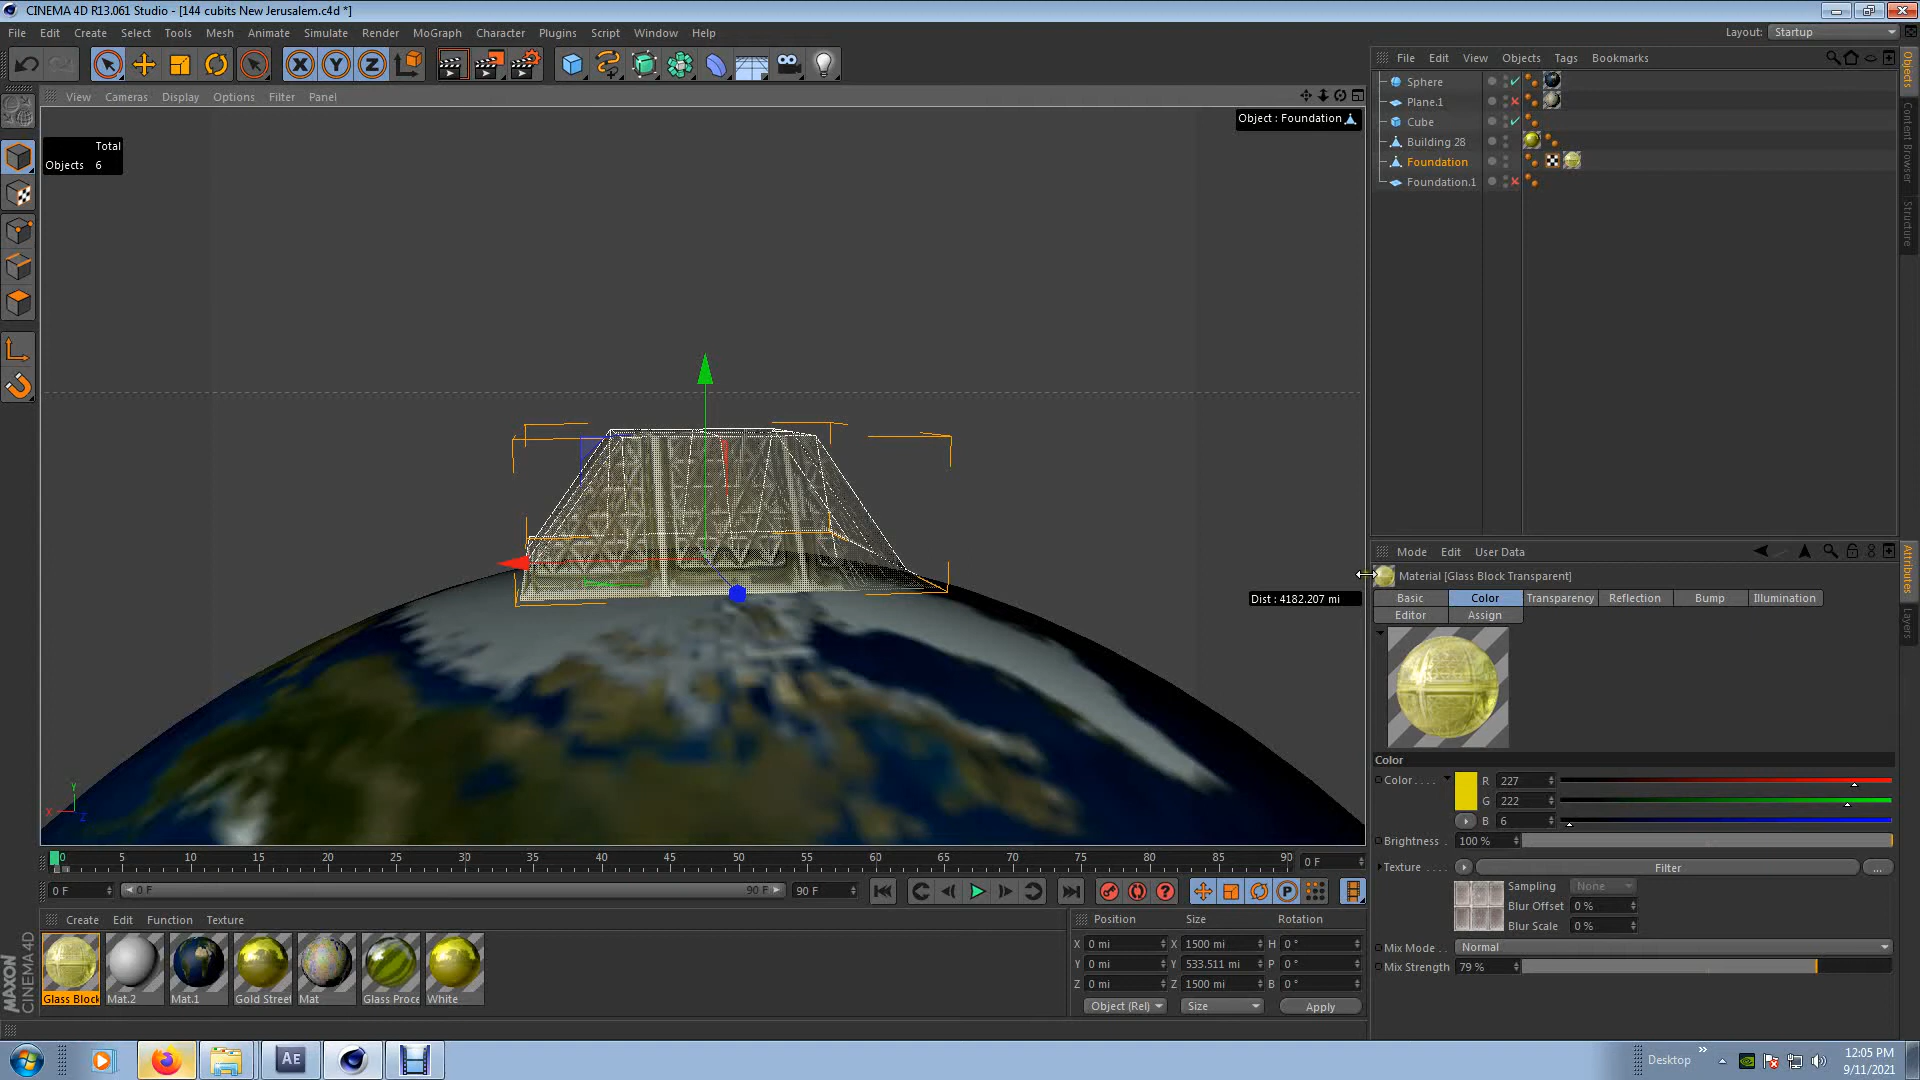 CINEMA 4D R13.061 Studio - [144 cubits New Jerusalem.c4d *]
File Edit Create Select Tools Mesh Animate Simulate Render MoGraph Character Plugins Script Window Help
Layout: Startup
View Cameras Display Options Filter Panel
File Edit View Objects Tags Bookmarks
Object : Foundation
Total
Objects 6
Sphere
Plane.1
Cube
Building 28
Foundation
Foundation.1
Objects
Content Browser
Structure
Mode Edit User Data
Material [Glass Block Transparent]
Basic Color Transparency Reflection Bump Illumination
Editor Assign
Attributes
Layers
Dist : 4182.207 mi
Color
Color . . . . R 227
G 222
B 6
Brightness . 100 %
Texture . . . . Filter ...
Sampling None
Blur Offset 0 %
Blur Scale 0 %
Mix Mode . . Normal
Mix Strength 79 %
Y
X
Z
0 5 10 15 20 25 30 35 40 45 50 55 60 65 70 75 80 85 90 0 F
0 F 0 F 90 F 90 F
Create Edit Function Texture
Glass Block Mat.2 Mat.1 Gold Street Mat Glass Proce White
Position Size Rotation
X 0 mi X 1500 mi H 0 °
Y 0 mi Y 533.511 mi P 0 °
Z 0 mi Z 1500 mi B 0 °
Object (Rel) Size Apply
MAXON
CINEMA 4D
Ae
Desktop
12:05 PM
9/11/2021